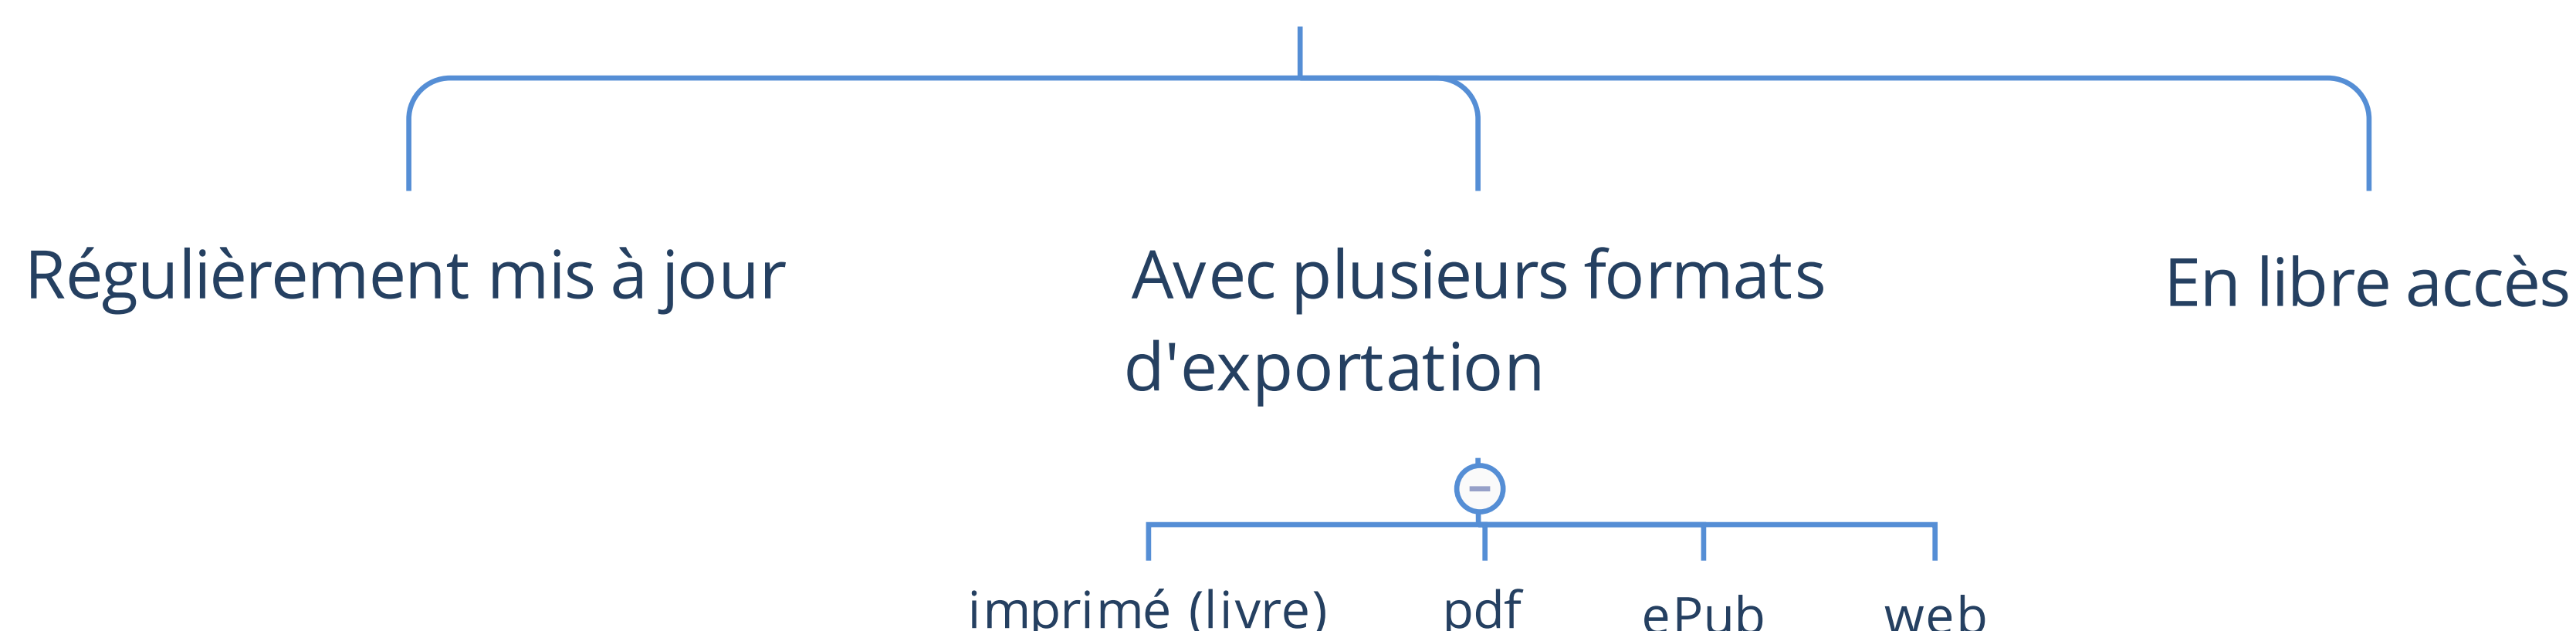 Régulièrement mis à jour
Avec plusieurs formats
d'exportation
En libre accès
imprimé (livre)
pdf
ePub
web